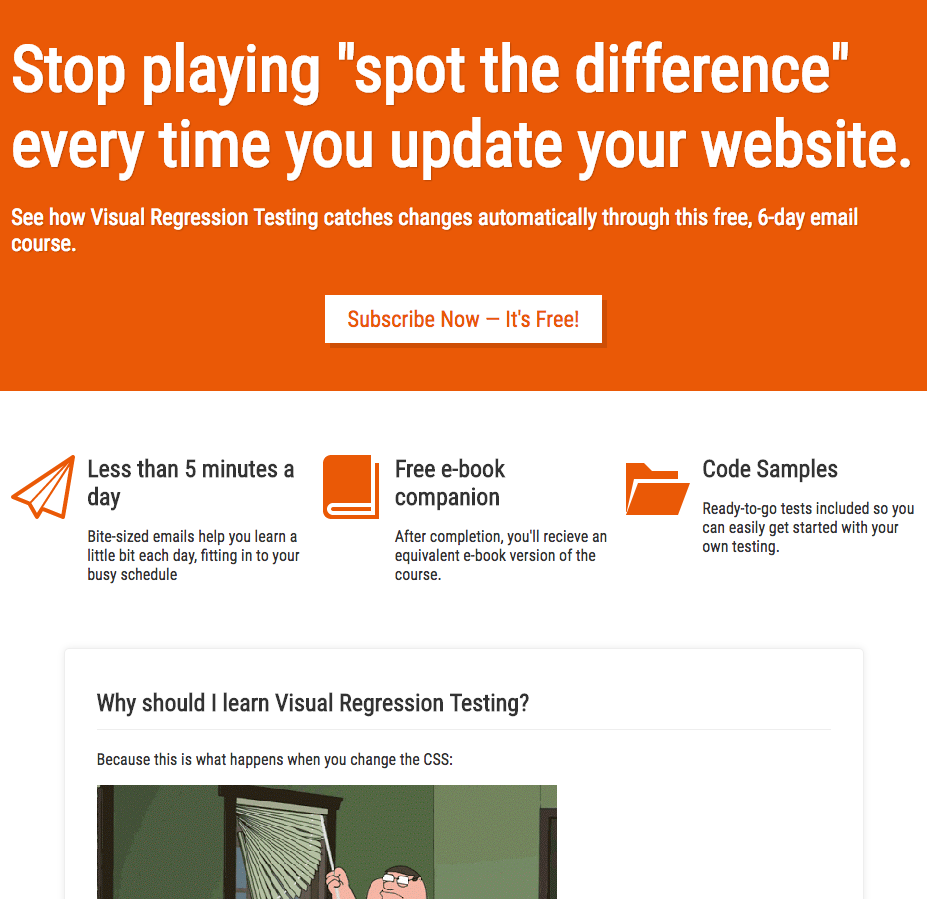 Stop playing "spot the difference"
every time you update your website.
See how Visual Regression Testing catches changes automatically through this free, 6-day email
course.
Subscribe Now — It's Free!
Less than 5 minutes a
day
Bite-sized emails help you learn a
little bit each day, fitting in to your
busy schedule
Free e-book
companion
After completion, you'll recieve an
equivalent e-book version of the
course.
Code Samples
Ready-to-go tests included so you
can easily get started with your
own testing.
Why should I learn Visual Regression Testing?
Because this is what happens when you change the CSS: